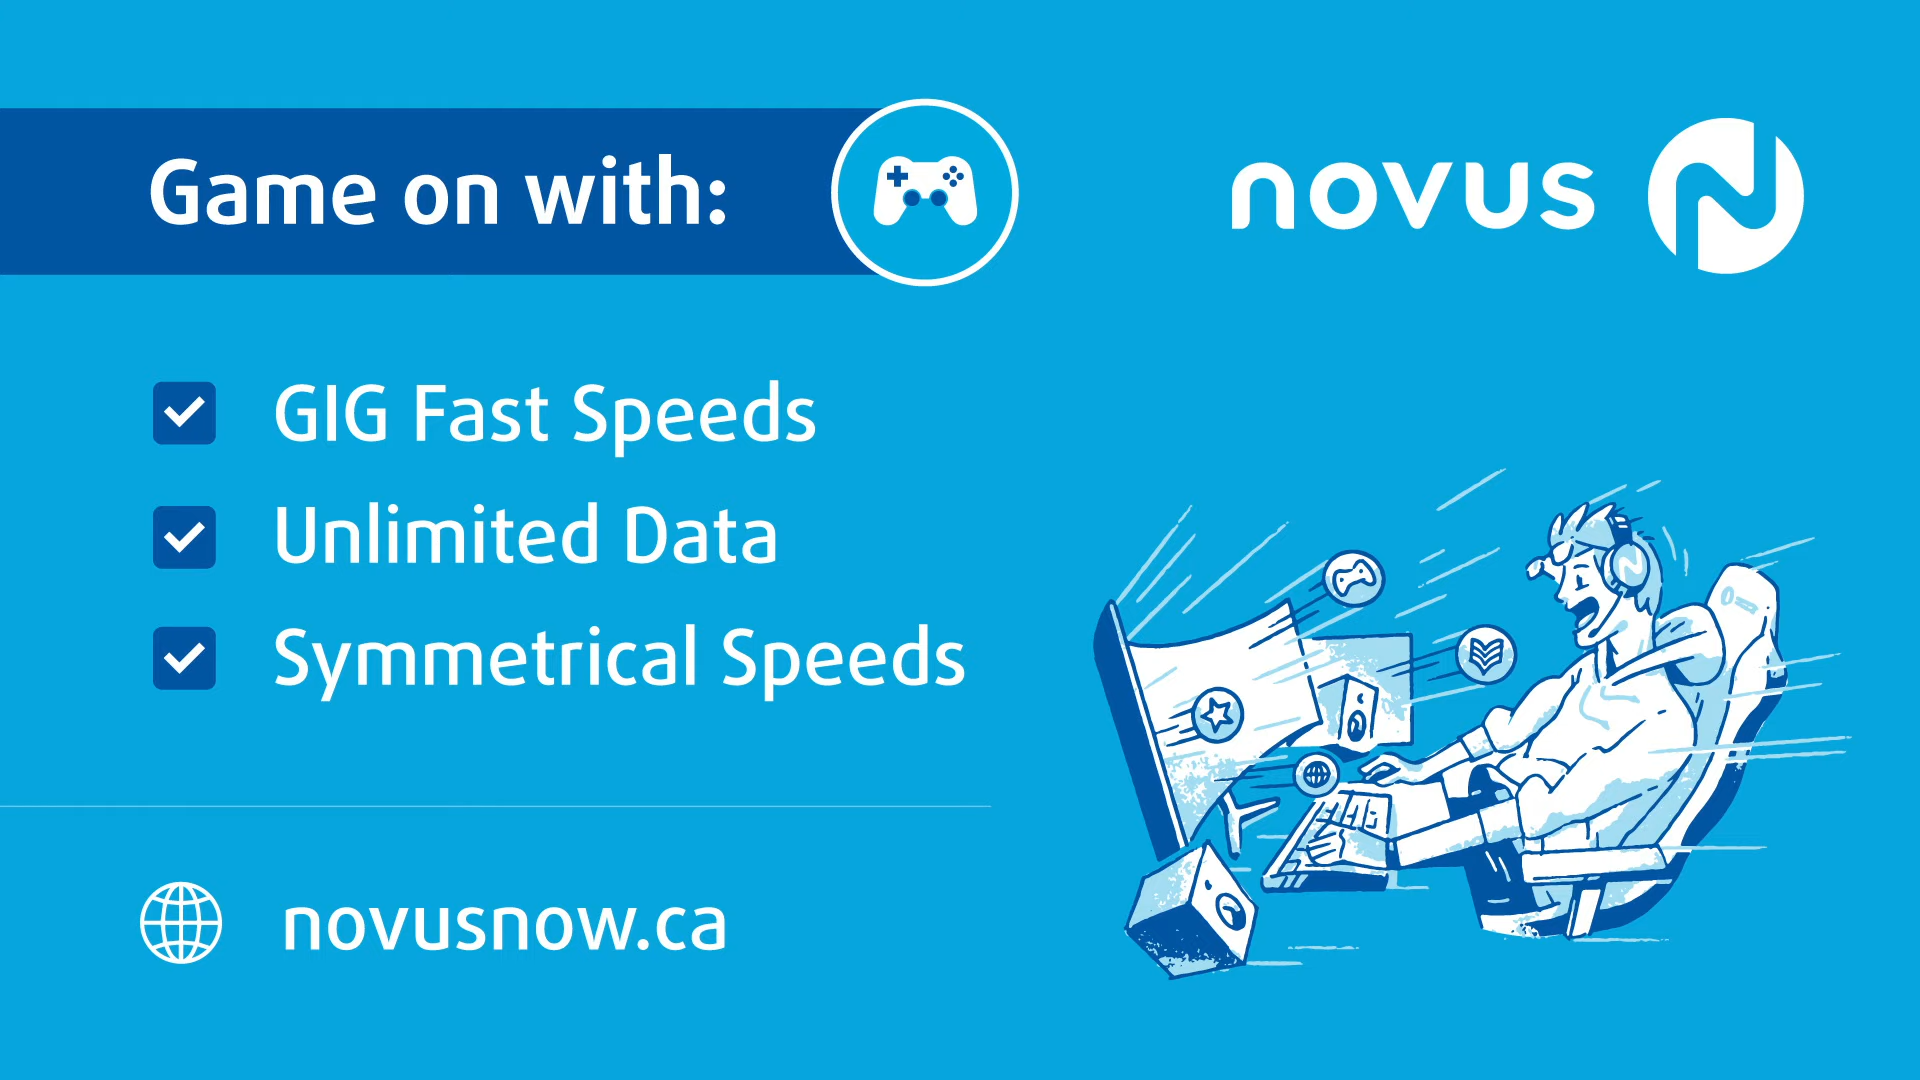 Game on with:
novus
GIG Fast Speeds
Unlimited Data
Symmetrical Speeds
novusnow.ca